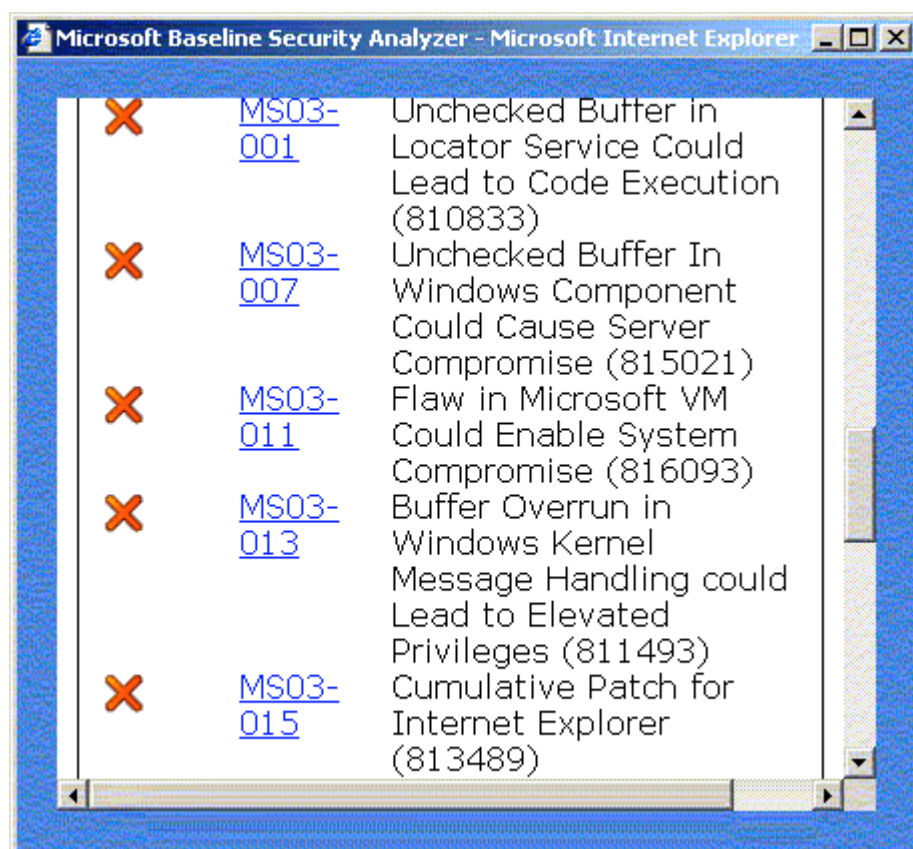 Microsoft Baseline Security Analyzer - Microsoft Internet Explorer
MS03-
001
Unchecked Buffer in
Locator Service Could
Lead to Code Execution
(810833)
MS03-
007
Unchecked Buffer In
Windows Component
Could Cause Server
Compromise (815021)
MS03-
011
Flaw in Microsoft VM
Could Enable System
Compromise (816093)
MS03-
013
Buffer Overrun in
Windows Kernel
Message Handling could
Lead to Elevated
Privileges (811493)
MS03-
015
Cumulative Patch for
Internet Explorer
(813489)